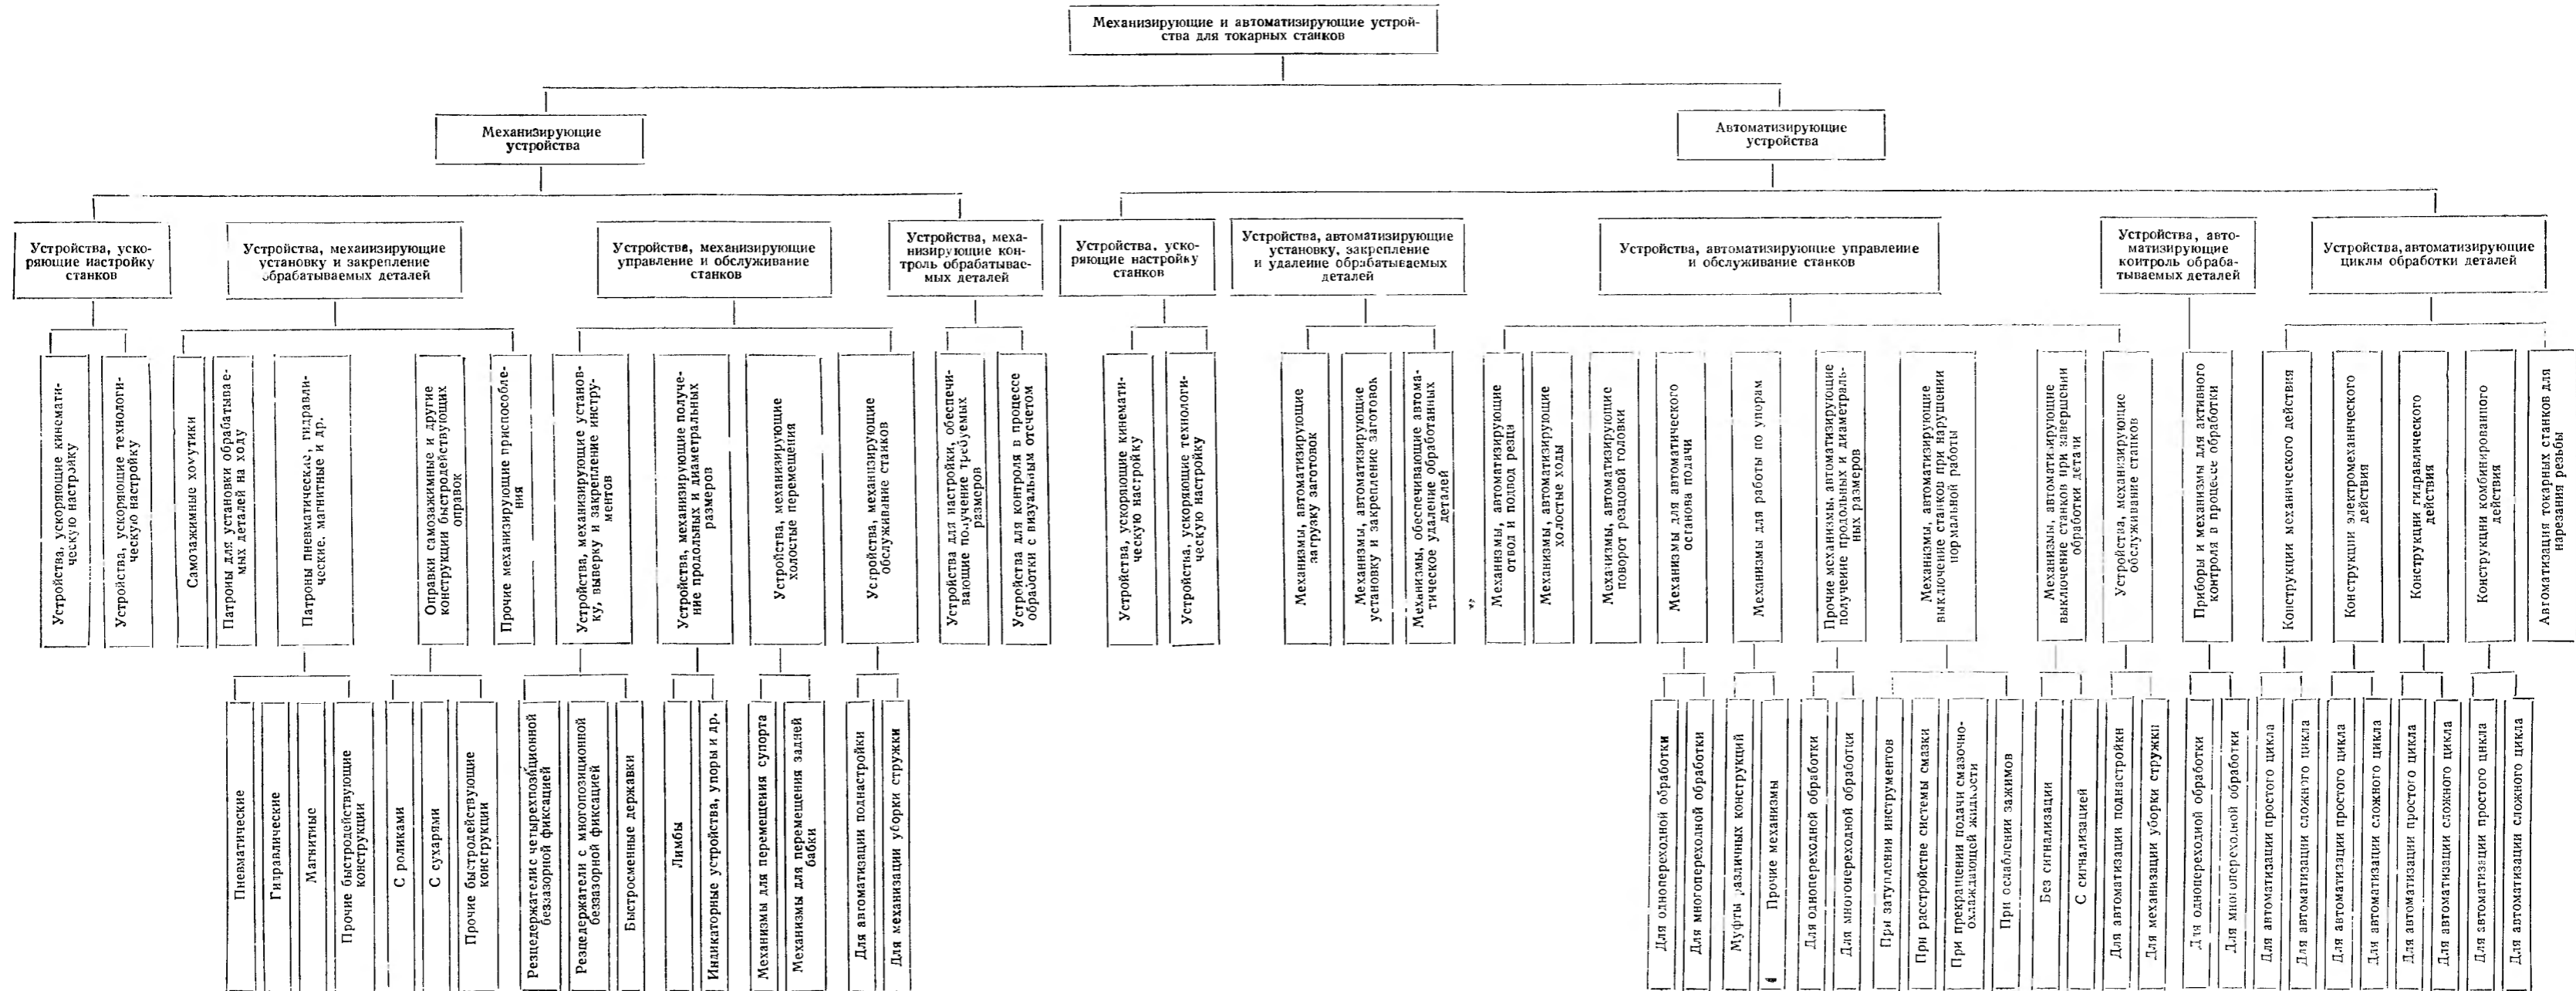 Механизирующие и автоматизирующие устрой-
ства для токарных станков
Механизирующие
устройства
Автоматизирующие
устройства
Устройства, уско-
ряющие настройку
станков
Устройства, механизирующие
установку и закрепление
обрабатываемых деталей
Устройства, механизирующие
управление и обслуживание
станков
Устройства, меха-
низирующие кон-
троль обрабатывае-
мых деталей
Устройства, уско-
ряющие настройку
станков
Устройства, автоматизирующие
установку, закрепление
и удаление обрабатываемых
деталей
Устройства, автоматизирующие управление
и обслуживание станков
Устройства, авто-
матизирующие
контроль обраба-
тываемых деталей
Устройства, автоматизирующие
циклы обработки деталей
Устройства, ускоряющие кинемати-
ческую настройку
Устройства, ускоряющие технологи-
ческую настройку
Самозажимные хомутики
Патроны для установки обрабатывае-
мых деталей на ходу
Патроны пневматические, гидравли-
ческие, магнитные и др.
Оправки самозажимные и другие
конструкции быстродействующих
оправок
Прочие механизирующие приспособле-
ния
Устройства, механизирующие установ-
ку, выверку и закрепление инстру-
ментов
Устройства, механизирующие получе-
ние продольных и диаметральных
размеров
Устройства, механизирующие
холостые перемещения
Устройства, механизирующие
обслуживание станков
Устройства для настройки, обеспечи-
вающие получение требуемых
размеров
Устройства для контроля в процессе
обработки с визуальным отсчетом
Устройства, ускоряющие кинемати-
ческую настройку
Устройства, ускоряющие технологи-
ческую настройку
Механизмы, автоматизирующие
загрузку заготовок
Механизмы, автоматизирующие
установку и закрепление заготовок
Механизмы, обеспечивающие автома-
тическое удаление обработанных
деталей
Механизмы, автоматизирующие
отвод и подвод резца
Механизмы, автоматизирующие
холостые ходы
Механизмы, автоматизирующие
поворот резцовой головки
Механизмы для автоматического
останова подачи
Механизмы для работы по упорам
Прочие механизмы, автоматизирующие
получение продольных и диаметраль-
ных размеров
Механизмы, автоматизирующие
выключение станков при нарушении
нормальной работы
Механизмы, автоматизирующие
выключение станков при завершении
обработки детали
Устройства, механизирующие
обслуживание станков
Приборы и механизмы для активного
контроля в процессе обработки
Конструкции механического действия
Конструкции электромеханического
действия
Конструкции гидравлического
действия
Конструкции комбинированного
действия
Автоматизация токарных станков для
нарезания резьбы
Пневматические
Гидравлические
Магнитные
Прочие быстродействующие
конструкции
С роликами
С сухарями
Прочие быстродействующие
конструкции
Резцедержатели с четырехпозиционной
беззазорной фиксацией
Резцедержатели с многопозиционной
беззазорной фиксацией
Быстросменные державки
Лимбы
Индикаторные устройства, упоры и др.
Механизмы для перемещения супорта
Механизмы для перемещения задней
бабки
Для автоматизации поднастройки
Для механизации уборки стружки
Для однопереходной обработки
Для многопереходной обработки
Муфты различных конструкций
Прочие механизмы
Для однопереходной обработки
Для многопереходной обработки
При затуплении инструментов
При расстройстве системы смазки
При прекращении подачи смазочно-
охлаждающей жидкости
При ослаблении зажимов
Без сигнализации
С сигнализацией
Для автоматизации поднастройки
Для механизации уборки стружки
Для однопереходной обработки
Для многопереходной обработки
Для автоматизации простого цикла
Для автоматизации сложного цикла
Для автоматизации простого цикла
Для автоматизации сложного цикла
Для автоматизации простого цикла
Для автоматизации сложного цикла
Для автоматизации простого цикла
Для автоматизации сложного цикла